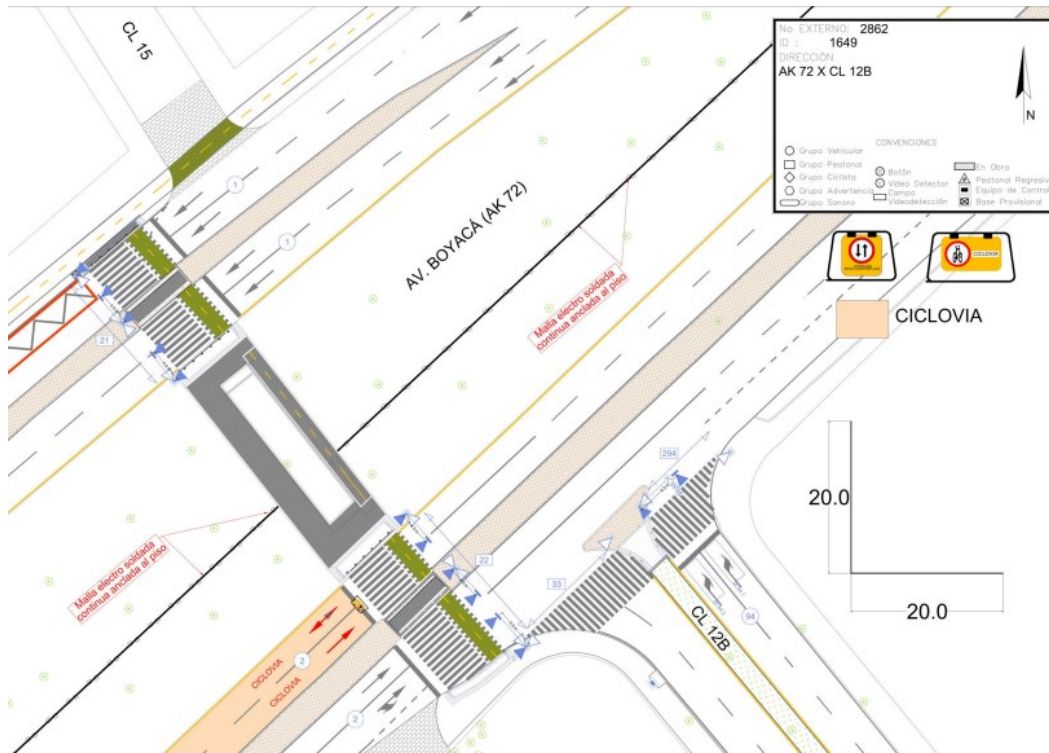 CL 15
No EXTERNO: 2862
ID : 1649
DIRECCIÓN
AK 72 X CL 12B
N
CONVENCIONES
Grupo Vehicular
Grupo Peatonal
Grupo Ciclista
Grupo Advertencia
Grupo Sonoro
Botón
Video Detector
Campo
Videodetección
En Obra
Peatonal Regresivo
Equipo de Control
Base Provisional
CICLOVIA
CICLOVIA
1
1
AV. BOYACÁ (AK 72)
Malla electro soldada
continua anclada al piso
21
294
20.0
20.0
Malla electro soldada
continua anclada al piso
22
33
CL 12B
94
CICLOVIA
CICLOVIA
2
2